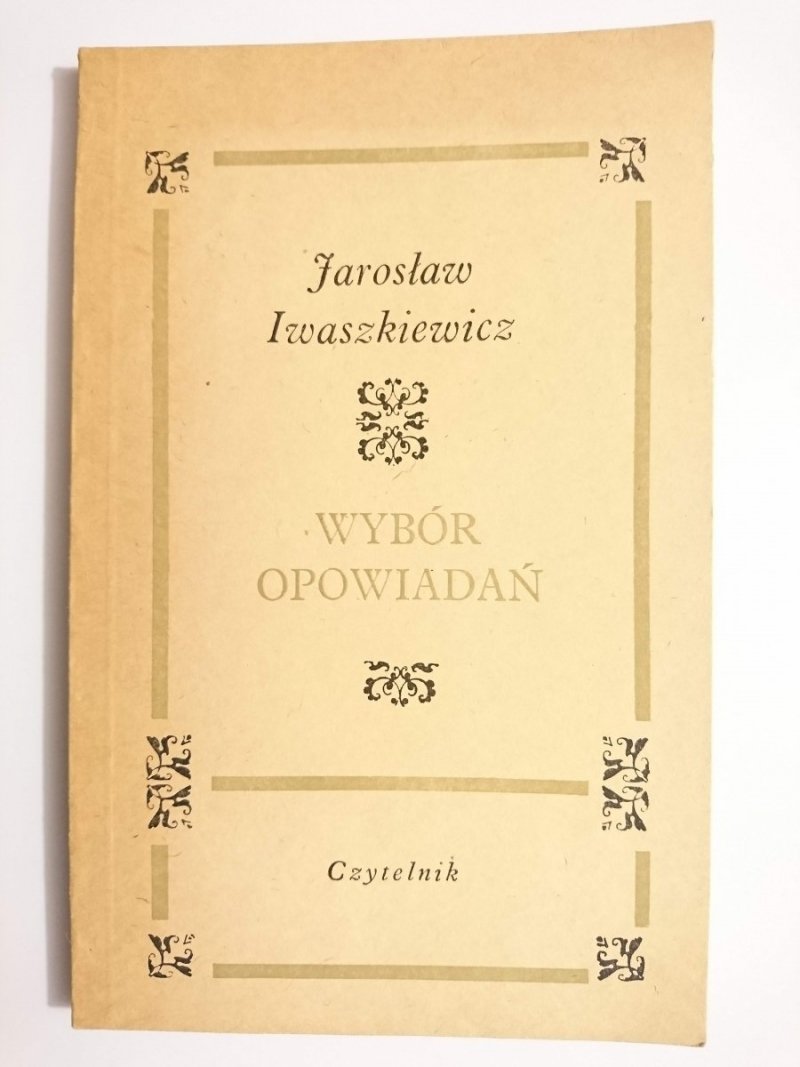 Jarosław
Iwaszkiewicz
WYBÓR
OPOWIADAŃ
Czytelnik